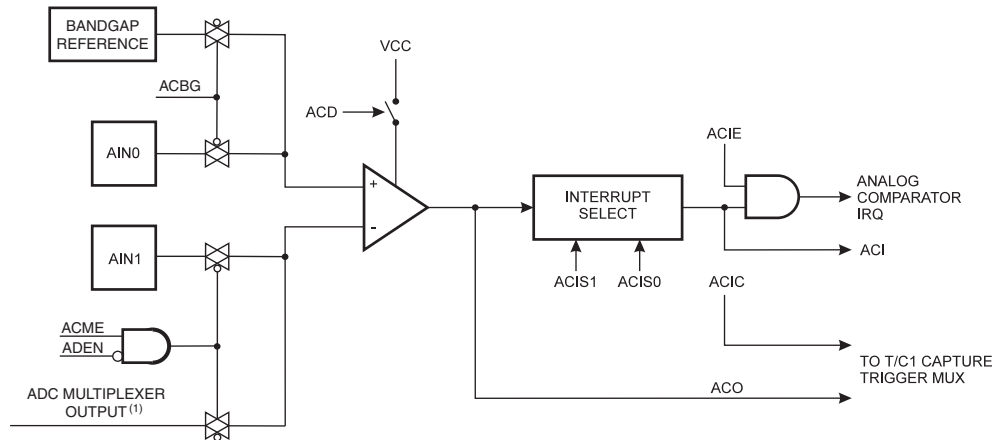 BANDGAP
REFERENCE
VCC
ACBG
ACD
AIN0
ACIE
+
INTERRUPT
SELECT
ANALOG
COMPARATOR
IRQ
-
AIN1
ACI
ACIS1
ACIS0
ACIC
ACME
ADEN
TO T/C1 CAPTURE
TRIGGER MUX
ADC MULTIPLEXER
OUTPUT (1)
ACO